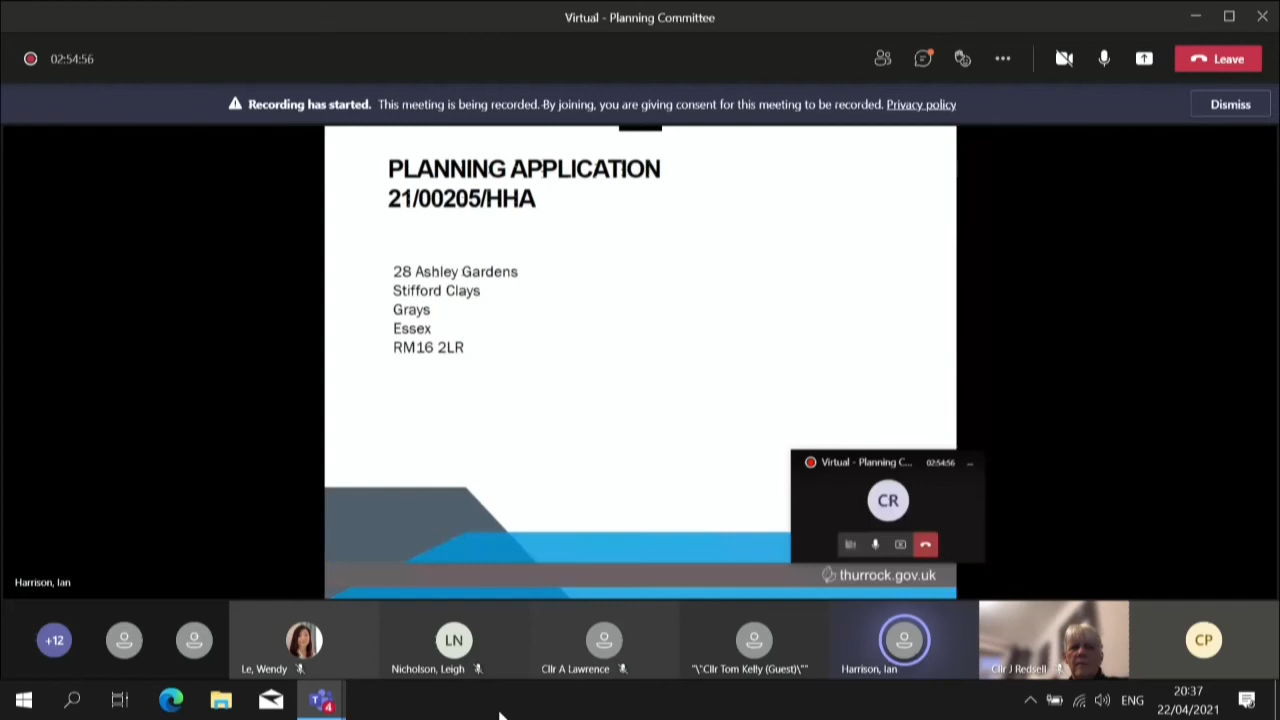 Virtual - Planning Committee
02:54:56
Leave
Recording has started. This meeting is being recorded. By joining, you are giving consent for this meeting to be recorded. Privacy policy
Dismiss
PLANNING APPLICATION
21/00205/HHA
28 Ashley Gardens
Stifford Clays
Grays
Essex
RM16 2LR
Virtual - Planning C... 02:54:56
CR
thurrock.gov.uk
Harrison, Ian
+12
LN
CP
Le, Wendy
Nicholson, Leigh
Cllr A Lawrence
"\"Cllr Tom Kelly (Guest)\""
Harrison, Ian
Cllr J Redsell
4
ENG
20:37
22/04/2021